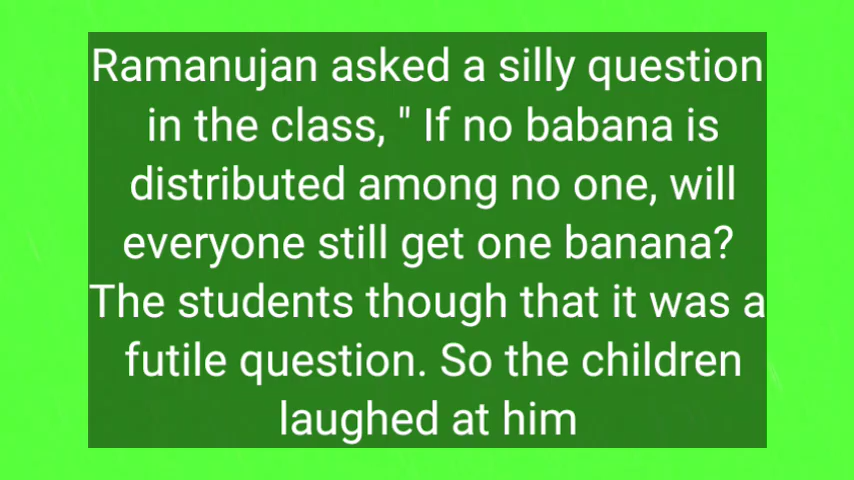 Ramanujan asked a silly question
in the class, " If no babana is
distributed among no one, will
everyone still get one banana?
The students though that it was a
futile question. So the children
laughed at him